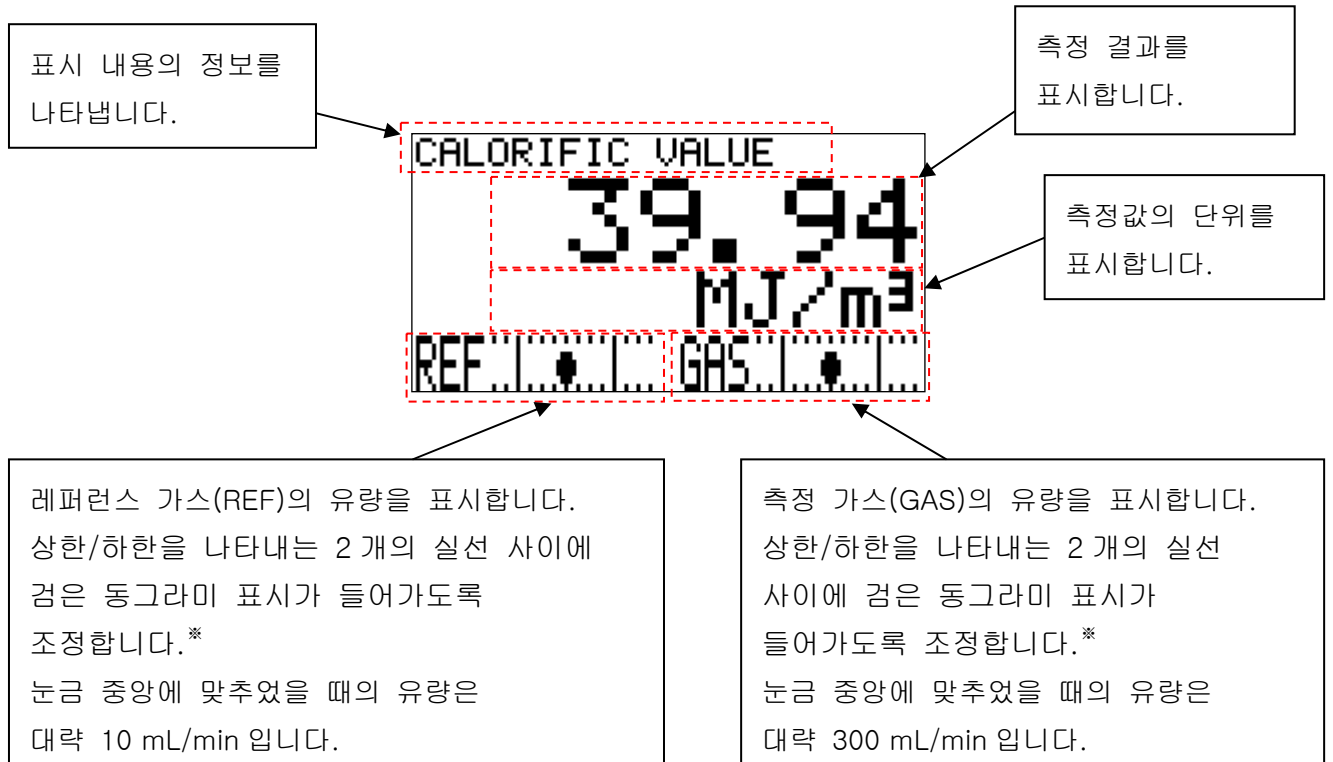 표시 내용의 정보를
나타냅니다.
측정 결과를
표시합니다.
CALORIFIC VALUE
39.94
MJ/m³
측정값의 단위를
표시합니다.
REF
GAS
레퍼런스 가스(REF)의 유량을 표시합니다.
상한/하한을 나타내는 2개의 실선 사이에
검은 동그라미 표시가 들어가도록
조정합니다.※
눈금 중앙에 맞추었을 때의 유량은
대략 10 mL/min입니다.
측정 가스(GAS)의 유량을 표시합니다.
상한/하한을 나타내는 2개의 실선
사이에 검은 동그라미 표시가
들어가도록 조정합니다.※
눈금 중앙에 맞추었을 때의 유량은
대략 300 mL/min입니다.